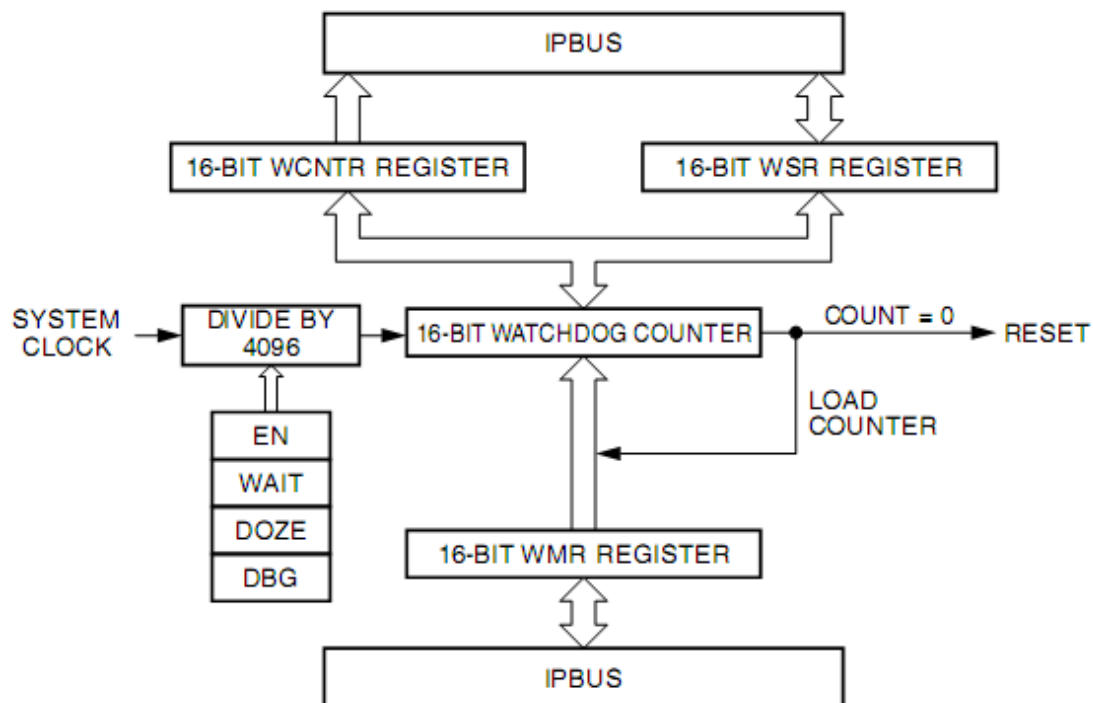 IPBUS
16-BIT WCNTR REGISTER
16-BIT WSR REGISTER
SYSTEM
CLOCK
DIVIDE BY
4096
16-BIT WATCHDOG COUNTER
COUNT = 0
RESET
LOAD
COUNTER
EN
WAIT
DOZE
DBG
16-BIT WMR REGISTER
IPBUS